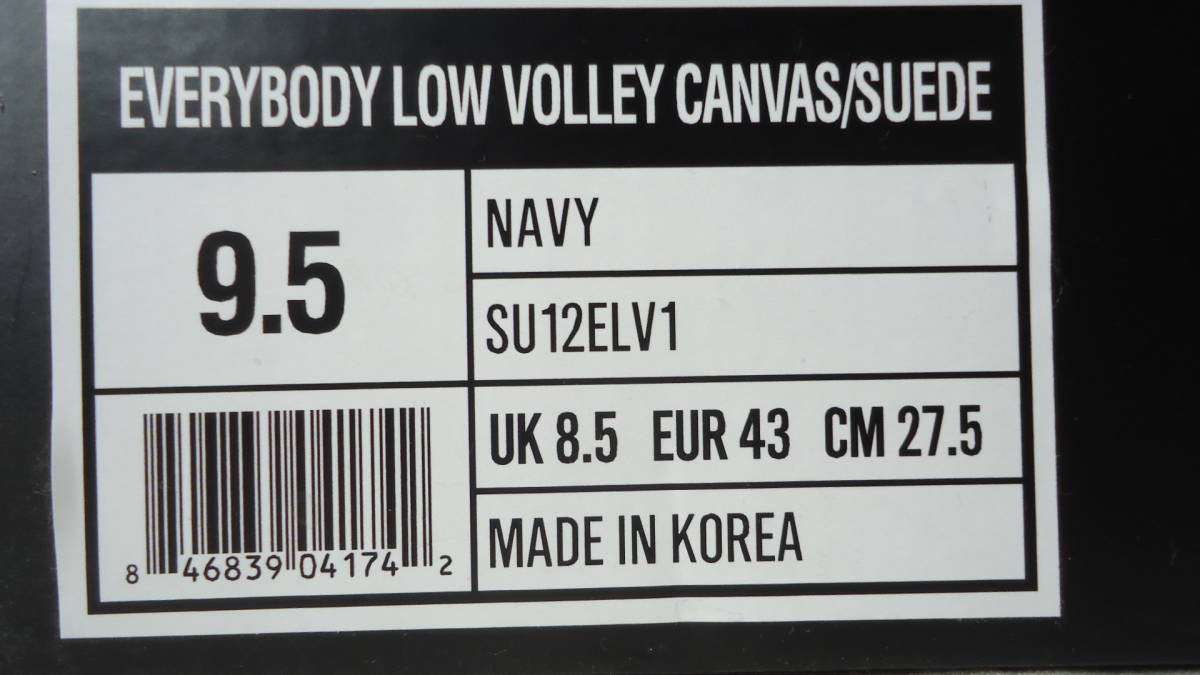 EVERYBODY LOW VOLLEY CANVAS/SUEDE
9.5
NAVY
SU12ELV1
UK 8.5 EUR 43 CM 27.5
MADE IN KOREA
8 46839 04174 2